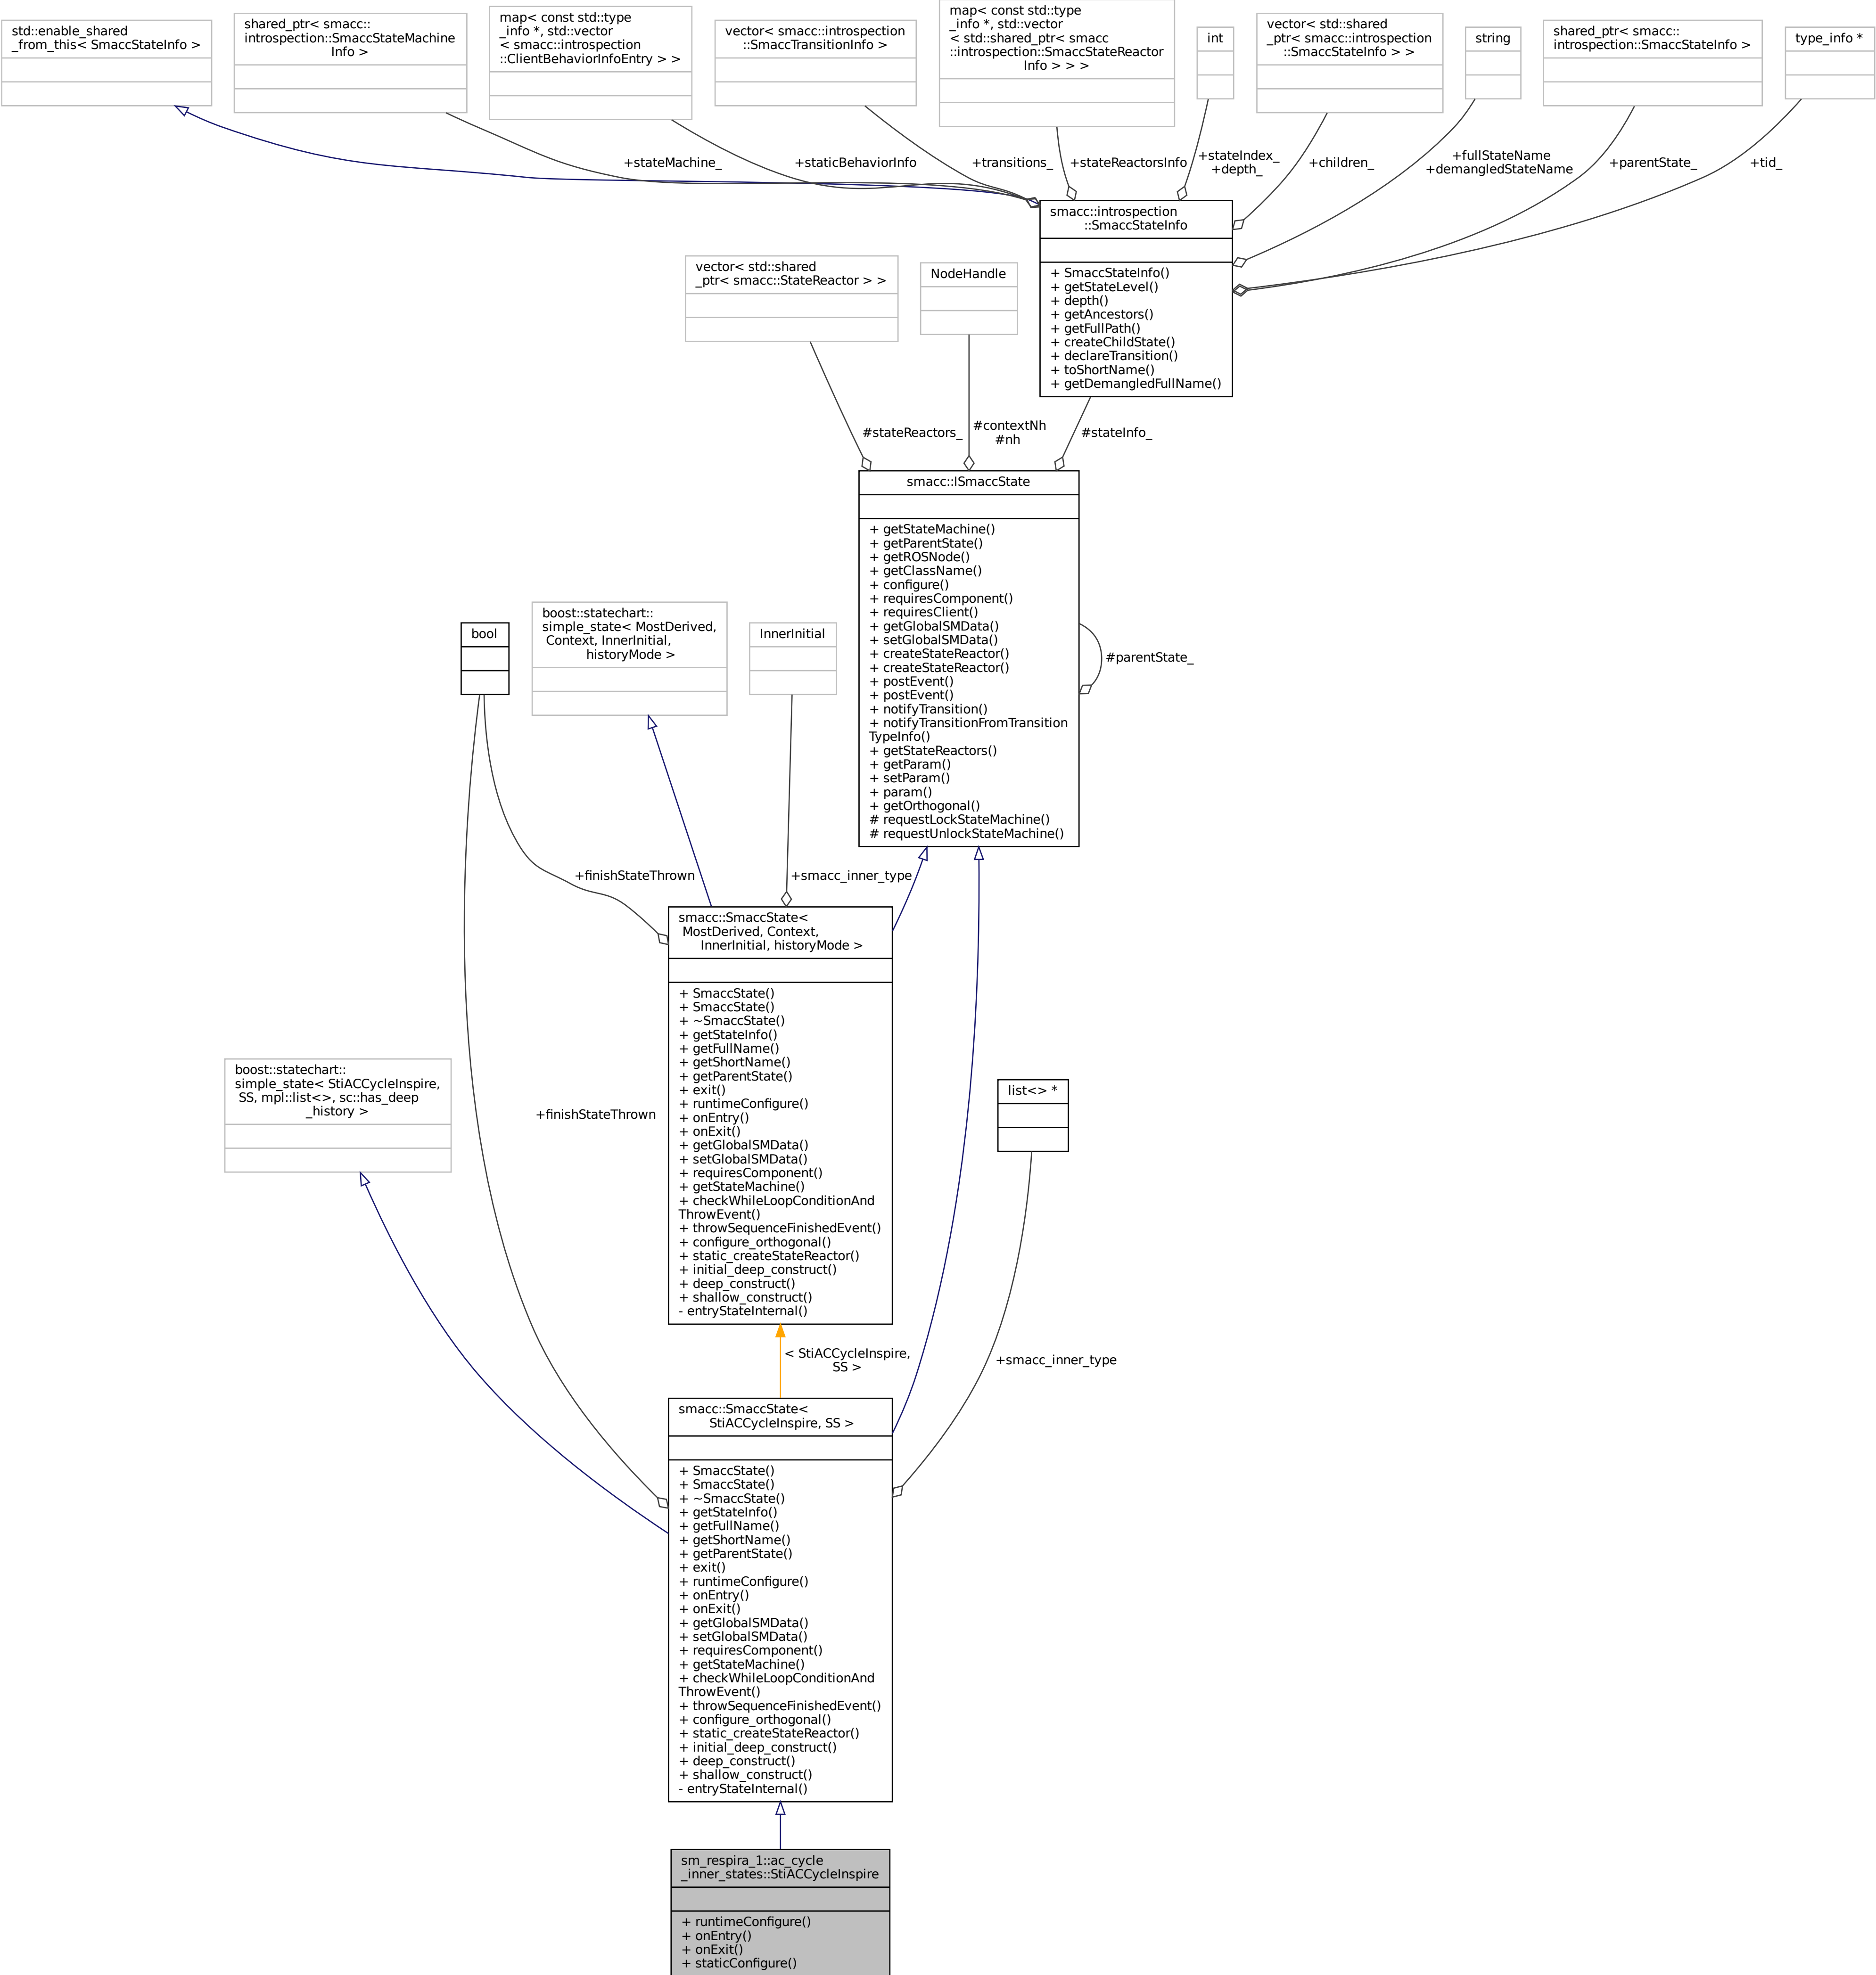 std::enable_shared
_from_this< SmaccStateInfo >
shared_ptr< smacc::
introspection::SmaccStateMachine
Info >
map< const std::type
_info *, std::vector
< smacc::introspection
::ClientBehaviorInfoEntry > >
vector< smacc::introspection
::SmaccTransitionInfo >
map< const std::type
_info *, std::vector
< std::shared_ptr< smacc
::introspection::SmaccStateReactor
Info > > >
int
vector< std::shared
_ptr< smacc::introspection
::SmaccStateInfo > >
string
shared_ptr< smacc::
introspection::SmaccStateInfo >
type_info *
+stateMachine_
+staticBehaviorInfo
+transitions_
+stateReactorsInfo
+stateIndex_
+depth_
+children_
+fullStateName
+demangledStateName
+parentState_
+tid_
smacc::introspection
::SmaccStateInfo
+ SmaccStateInfo()
+ getStateLevel()
+ depth()
+ getAncestors()
+ getFullPath()
+ createChildState()
+ declareTransition()
+ toShortName()
+ getDemangledFullName()
vector< std::shared
_ptr< smacc::StateReactor > >
NodeHandle
#stateReactors_
#contextNh
#nh
#stateInfo_
smacc::ISmaccState
+ getStateMachine()
+ getParentState()
+ getROSNode()
+ getClassName()
+ configure()
+ requiresComponent()
+ requiresClient()
+ getGlobalSMData()
+ setGlobalSMData()
+ createStateReactor()
+ createStateReactor()
+ postEvent()
+ postEvent()
+ notifyTransition()
+ notifyTransitionFromTransition
TypeInfo()
+ getStateReactors()
+ getParam()
+ setParam()
+ param()
+ getOrthogonal()
# requestLockStateMachine()
# requestUnlockStateMachine()
#parentState_
bool
boost::statechart::
simple_state< MostDerived,
Context, InnerInitial,
historyMode >
InnerInitial
+finishStateThrown
+smacc_inner_type
smacc::SmaccState<
MostDerived, Context,
InnerInitial, historyMode >
+ SmaccState()
+ SmaccState()
+ ~SmaccState()
+ getStateInfo()
+ getFullName()
+ getShortName()
+ getParentState()
+ exit()
+ runtimeConfigure()
+ onEntry()
+ onExit()
+ getGlobalSMData()
+ setGlobalSMData()
+ requiresComponent()
+ getStateMachine()
+ checkWhileLoopConditionAnd
ThrowEvent()
+ throwSequenceFinishedEvent()
+ configure_orthogonal()
+ static_createStateReactor()
+ initial_deep_construct()
+ deep_construct()
+ shallow_construct()
- entryStateInternal()
boost::statechart::
simple_state< StiACCycleInspire,
SS, mpl::list<>, sc::has_deep
_history >
+finishStateThrown
list<> *
< StiACCycleInspire,
SS >
+smacc_inner_type
smacc::SmaccState<
StiACCycleInspire, SS >
+ SmaccState()
+ SmaccState()
+ ~SmaccState()
+ getStateInfo()
+ getFullName()
+ getShortName()
+ getParentState()
+ exit()
+ runtimeConfigure()
+ onEntry()
+ onExit()
+ getGlobalSMData()
+ setGlobalSMData()
+ requiresComponent()
+ getStateMachine()
+ checkWhileLoopConditionAnd
ThrowEvent()
+ throwSequenceFinishedEvent()
+ configure_orthogonal()
+ static_createStateReactor()
+ initial_deep_construct()
+ deep_construct()
+ shallow_construct()
- entryStateInternal()
sm_respira_1::ac_cycle
_inner_states::StiACCycleInspire
+ runtimeConfigure()
+ onEntry()
+ onExit()
+ staticConfigure()